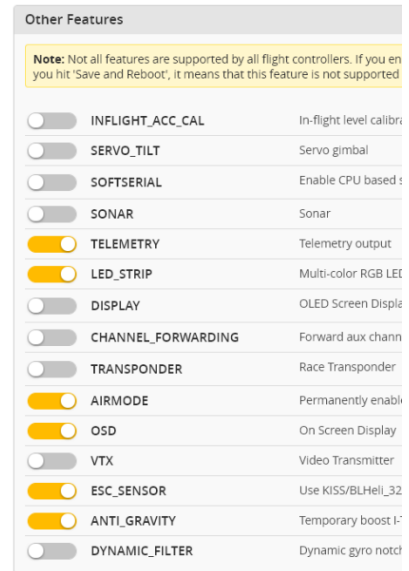 Other Features
Note: Not all features are supported by all flight controllers. If you en
you hit 'Save and Reboot', it means that this feature is not supported
INFLIGHT_ACC_CAL In-flight level calibra
SERVO_TILT Servo gimbal
SOFTSERIAL Enable CPU based s
SONAR Sonar
TELEMETRY Telemetry output
LED_STRIP Multi-color RGB LED
DISPLAY OLED Screen Displa
CHANNEL_FORWARDING Forward aux chann
TRANSPONDER Race Transponder
AIRMODE Permanently enable
OSD On Screen Display
VTX Video Transmitter
ESC_SENSOR Use KISS/BLHeli_32
ANTI_GRAVITY Temporary boost I-T
DYNAMIC_FILTER Dynamic gyro notch